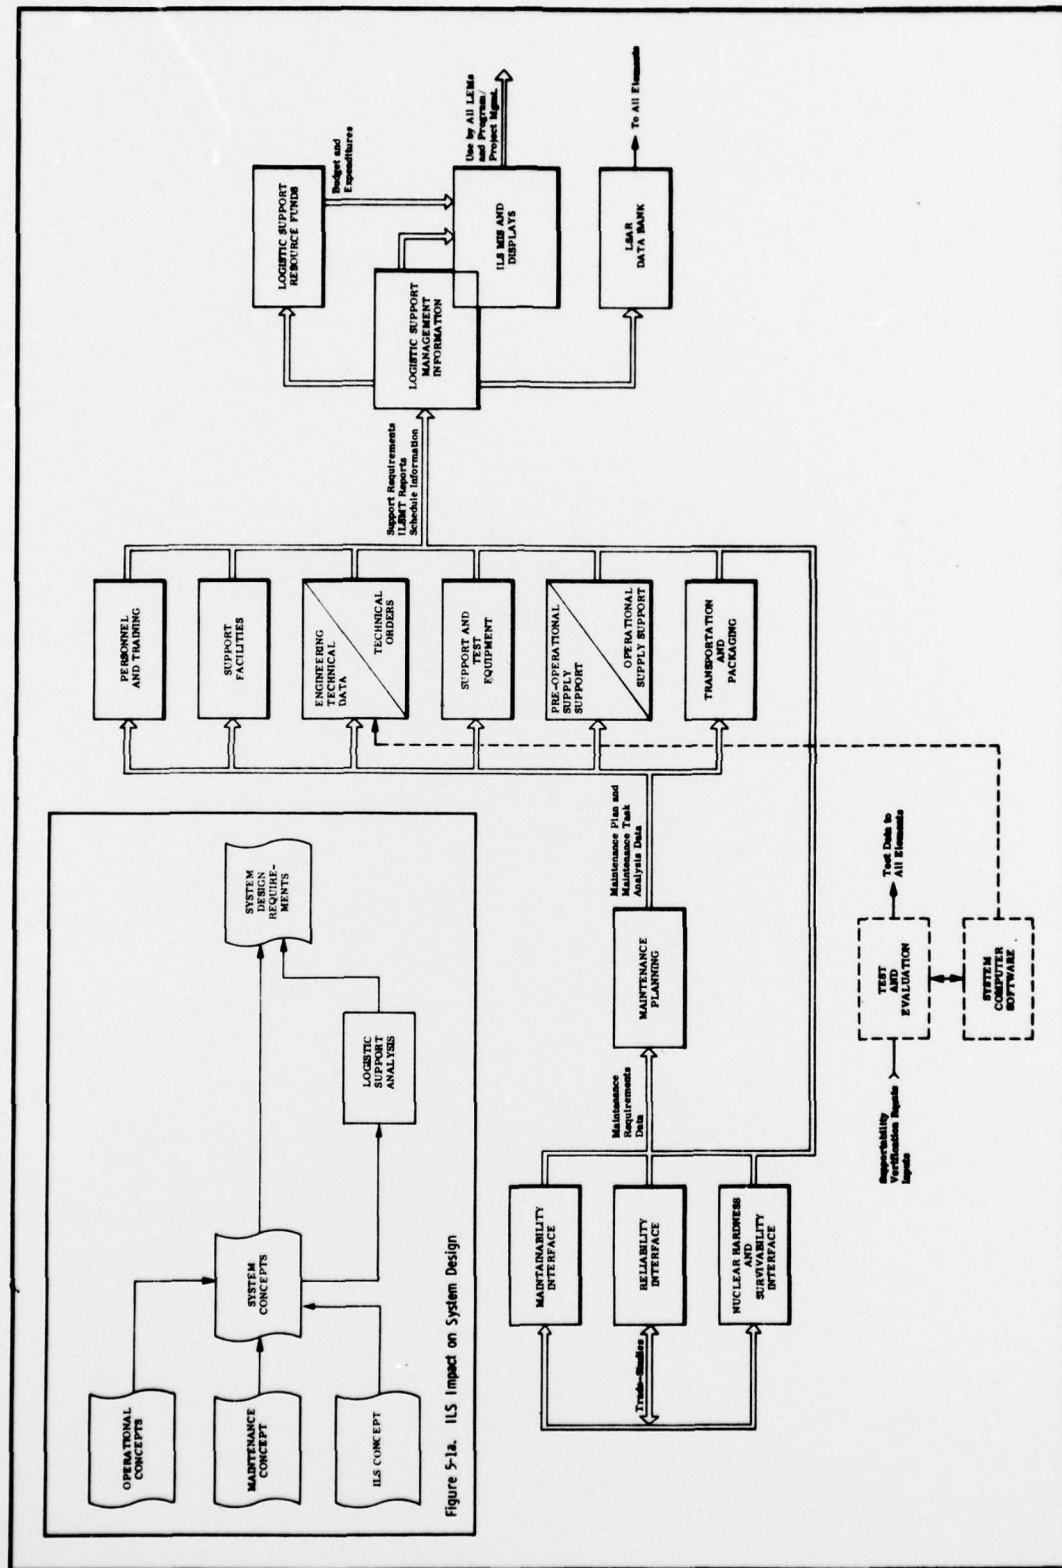 OPERATIONAL
CONCEPTS
MAINTENANCE
CONCEPT
ILS CONCEPT
SYSTEM
CONCEPTS
LOGISTIC
SUPPORT
ANALYSIS
SYSTEM
DESIGN
REQUIRE-
MENTS
Figure 5-1a. ILS Impact on System Design
Trade-Studies
MAINTAINABILITY
INTERFACE
RELIABILITY
INTERFACE
NUCLEAR HARDNESS
AND
SURVIVABILITY
INTERFACE
Maintenance
Requirements
Data
MAINTENANCE
PLANNING
Maintenance Plan and
Maintenance Task
Analysis Data
PERSONNEL
AND TRAINING
SUPPORT
FACILITIES
ENGINEERING
TECHNICAL
DATA
TECHNICAL
ORDERS
SUPPORT AND
TEST
EQUIPMENT
PRE-OPERATIONAL
SUPPLY
SUPPORT
OPERATIONAL
SUPPLY SUPPORT
TRANSPORTATION
AND
PACKAGING
Support Requirements
ILSMT Reports
Schedule Information
LOGISTIC SUPPORT
MANAGEMENT
INFORMATION
LOGISTIC SUPPORT
RESOURCE FUNDS
Budget and
Expenditures
ILS MIS AND
DISPLAYS
Use by All LEMs
and Program/
Project Mgmt.
LSAR
DATA BANK
To All Elements
Supportability
Verification Rqmts
Inputs
TEST
AND
EVALUATION
Test Data to
All Elements
SYSTEM
COMPUTER
SOFTWARE